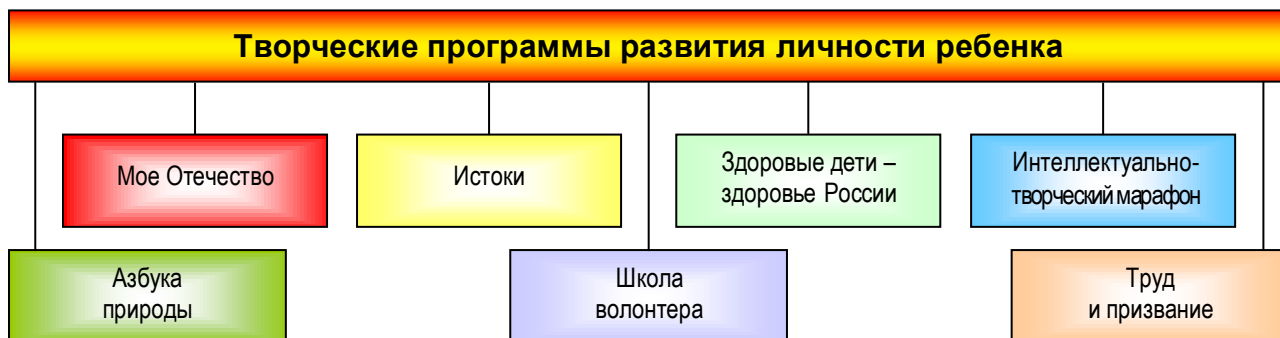 Творческие программы развития личности ребенка
Мое Отечество
Истоки
Здоровые дети –
здоровье России
Интеллектуально-
творческий марафон
Азбука
природы
Школа
волонтера
Труд
и призвание